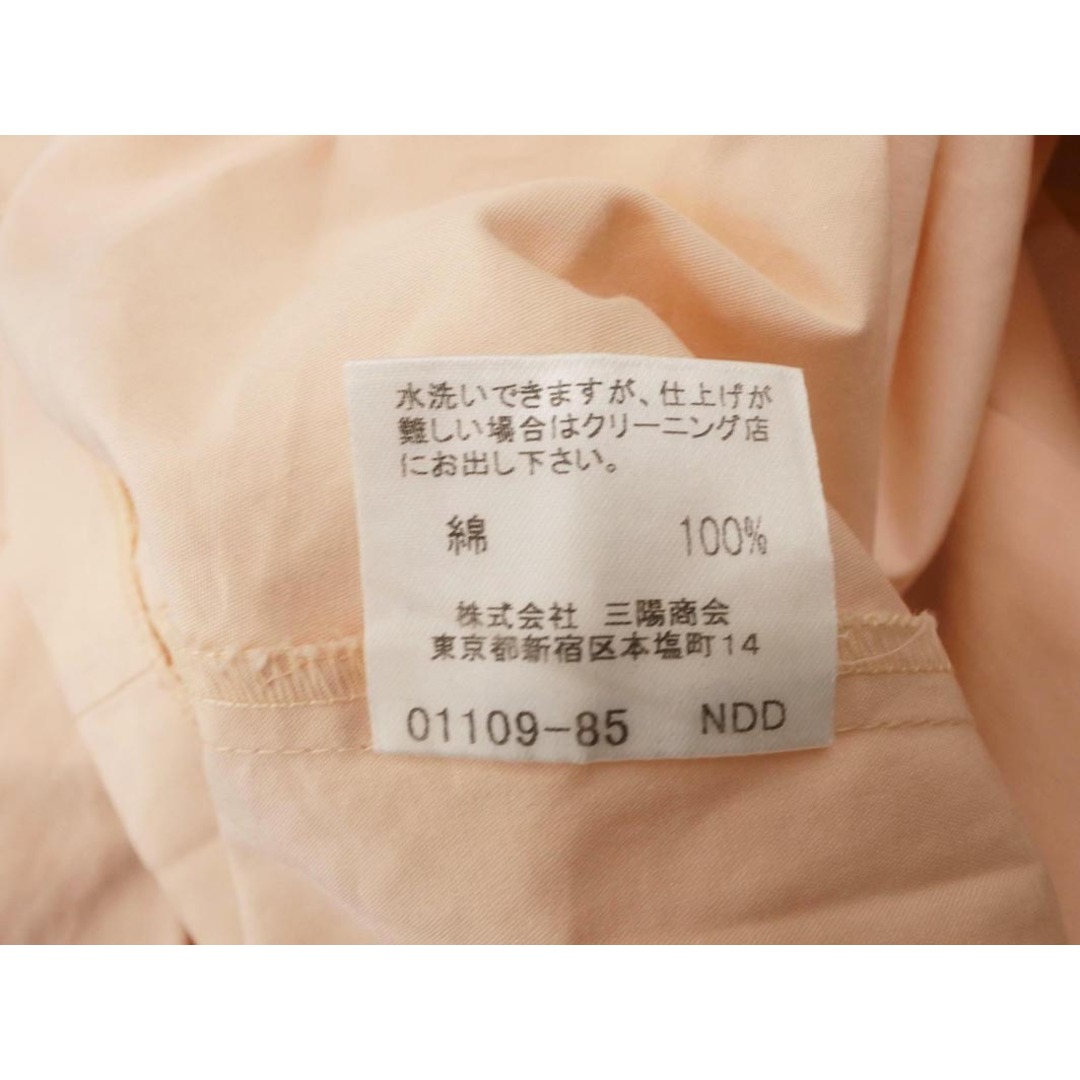 水洗いできますが、仕上げが
難しい場合はクリーニング店
にお出し下さい。
綿 100%
株式会社 三陽商会
東京都新宿区本塩町14
01109-85 NDD